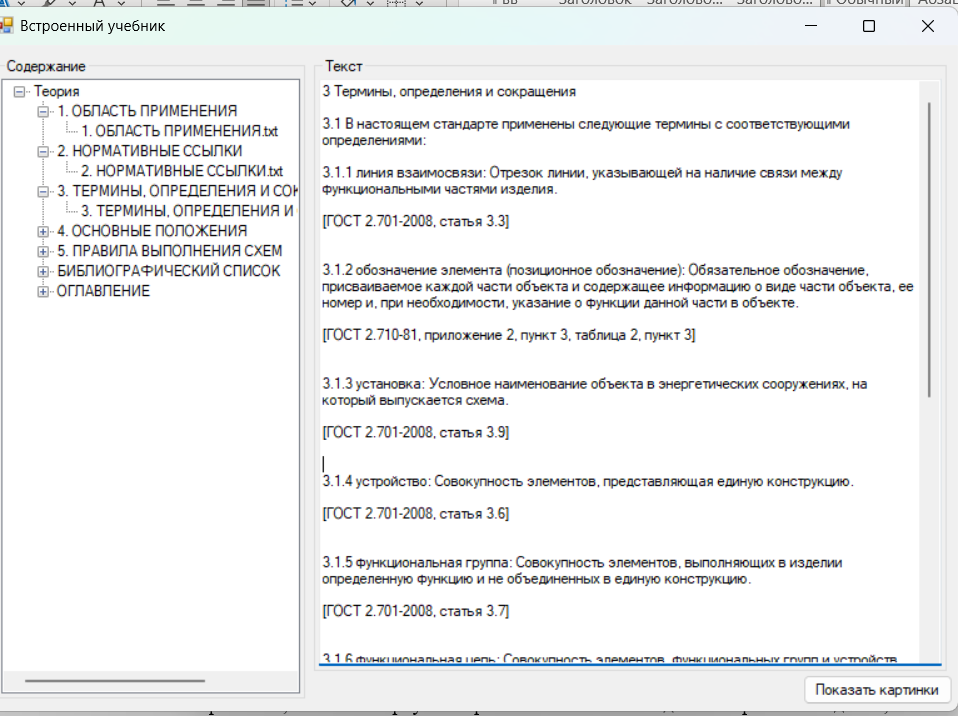 Заголовок
Заголово...
Заголово...
Обычный
Встроенный учебник
Содержание
Теория
1. ОБЛАСТЬ ПРИМЕНЕНИЯ
1. ОБЛАСТЬ ПРИМЕНЕНИЯ.txt
2. НОРМАТИВНЫЕ ССЫЛКИ
2. НОРМАТИВНЫЕ ССЫЛКИ.txt
3. ТЕРМИНЫ, ОПРЕДЕЛЕНИЯ И СОК
3. ТЕРМИНЫ, ОПРЕДЕЛЕНИЯ И
4. ОСНОВНЫЕ ПОЛОЖЕНИЯ
5. ПРАВИЛА ВЫПОЛНЕНИЯ СХЕМ
БИБЛИОГРАФИЧЕСКИЙ СПИСОК
ОГЛАВЛЕНИЕ
Текст
3 Термины, определения и сокращения
3.1 В настоящем стандарте применены следующие термины с соответствующими
определениями:
3.1.1 линия взаимосвязи: Отрезок линии, указывающей на наличие связи между
функциональными частями изделия.
[ГОСТ 2.701-2008, статья 3.3]
3.1.2 обозначение элемента (позиционное обозначение): Обязательное обозначение,
присваиваемое каждой части объекта и содержащее информацию о виде части объекта, ее
номер и, при необходимости, указание о функции данной части в объекте.
[ГОСТ 2.710-81, приложение 2, пункт 3, таблица 2, пункт 3]
3.1.3 установка: Условное наименование объекта в энергетических сооружениях, на
который выпускается схема.
[ГОСТ 2.701-2008, статья 3.9]
3.1.4 устройство: Совокупность элементов, представляющая единую конструкцию.
[ГОСТ 2.701-2008, статья 3.6]
3.1.5 функциональная группа: Совокупность элементов, выполняющих в изделии
определенную функцию и не объединенных в единую конструкцию.
[ГОСТ 2.701-2008, статья 3.7]
3.1.6 функциональная цепь: Совокупность элементов, функциональных групп и устройств
Показать картинки